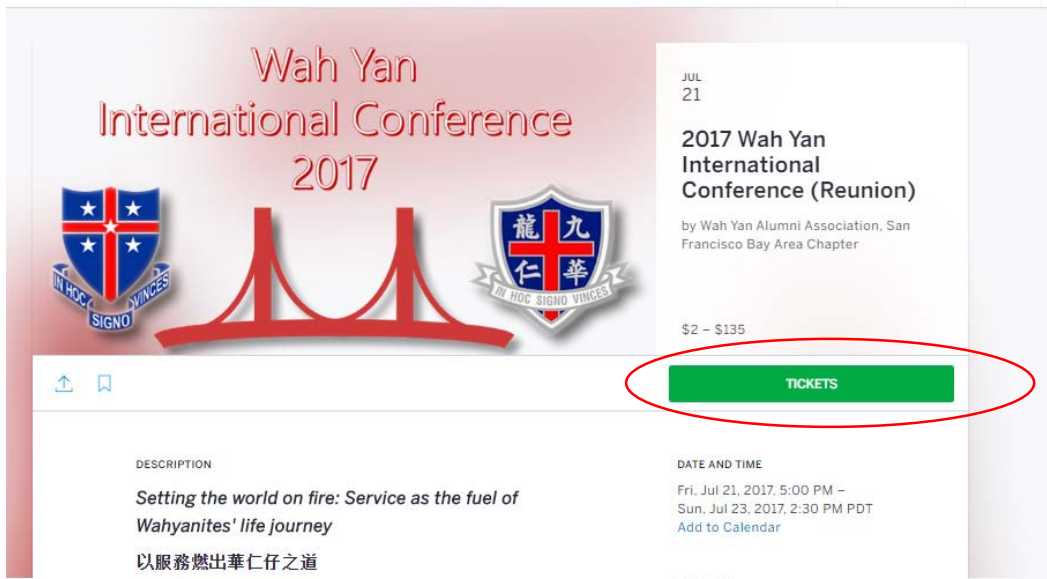 Wah Yan
International Conference
2017
IN HOC
SIGNO
VINCES
龍 九
仁 華
IN HOC SIGNO VINCES
JUL
21
2017 Wah Yan
International
Conference (Reunion)
by Wah Yan Alumni Association, San
Francisco Bay Area Chapter
$2 – $135
TICKETS
DESCRIPTION
Setting the world on fire: Service as the fuel of
Wahyanites' life journey
以服務燃出華仁仔之道
DATE AND TIME
Fri, Jul 21, 2017, 5:00 PM –
Sun, Jul 23, 2017, 2:30 PM PDT
Add to Calendar